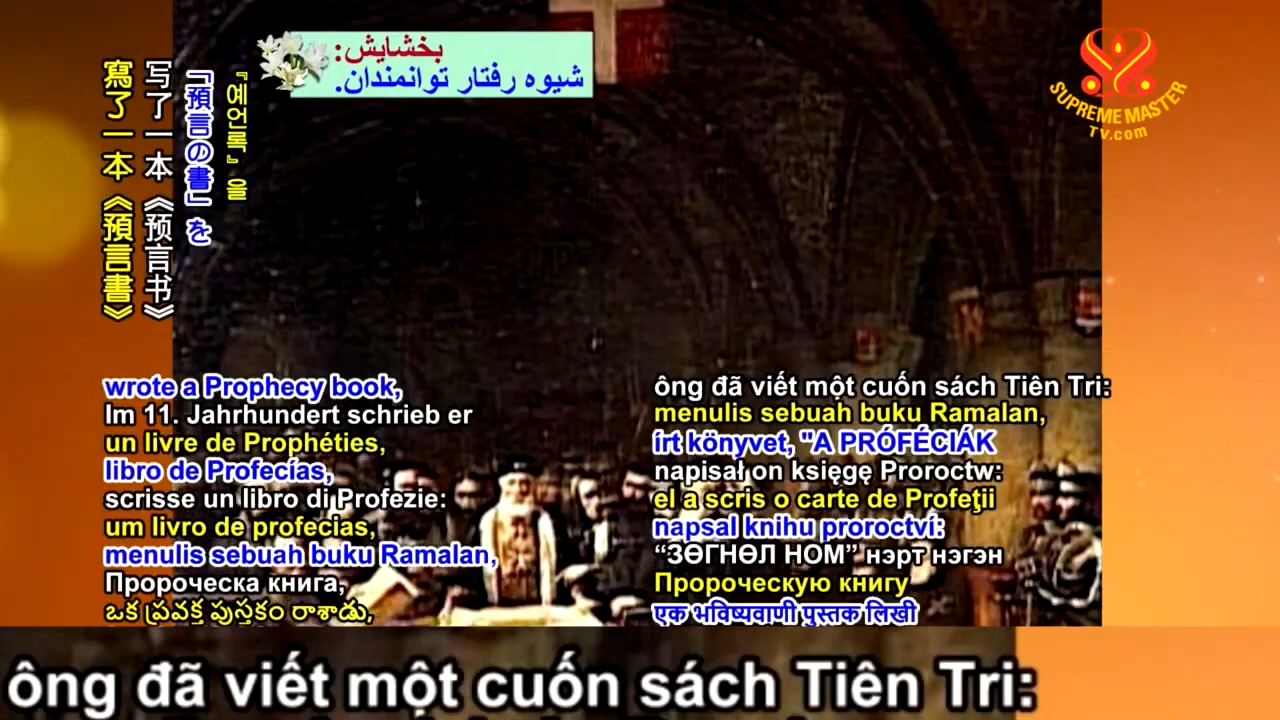 بخشایش:
شیوه رفتار توانمندان.
SUPREME MASTER
TV.com
『예언록』을
「預言の書」を
写了一本《预言书》
寫了一本《預言書》
wrote a Prophecy book,
Im 11. Jahrhundert schrieb er
un livre de Prophéties,
libro de Profecías,
scrisse un libro di Profezie:
um livro de profecias,
menulis sebuah buku Ramalan,
Пророческа книга,
ఒక ప్రవక్త పుస్తకం రాశాడు,
ông đã viết một cuốn sách Tiên Tri:
menulis sebuah buku Ramalan,
írt könyvet, "A PRÓFÉCIÁK
napisał on księgę Proroctw:
el a scris o carte de Profeţii
napsal knihu proroctví:
“ЗӨГНӨЛ НОМ” нэрт нэгэн
Пророческую книгу
एक भविष्यवाणी पुस्तक लिखी
ông đã viết một cuốn sách Tiên Tri: